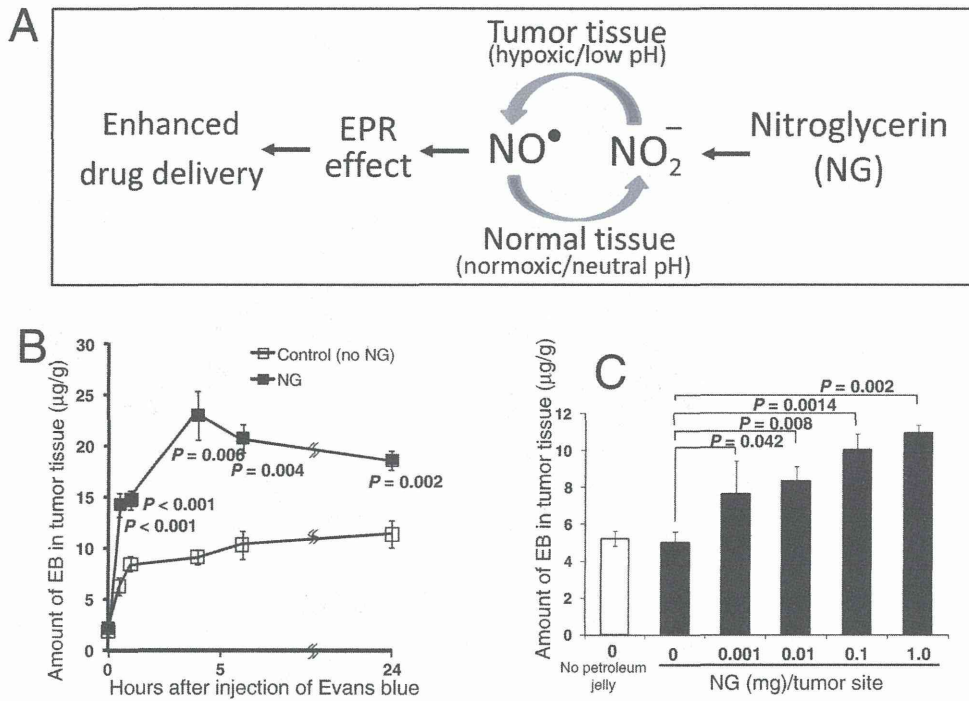 A
Tumor tissue
(hypoxic/low pH)
Enhanced
drug delivery
EPR
effect
NO●
NO₂⁻
Nitroglycerin
(NG)
Normal tissue
(normoxic/neutral pH)
B
Amount of EB in tumor tissue (µg/g)
30
25
20
15
10
5
0
Control (no NG)
NG
P = 0.006
P = 0.004
P = 0.002
P < 0.001
P < 0.001
0
5
24
Hours after injection of Evans blue
C
Amount of EB in tumor tissue (µg/g)
12
10
8
6
4
2
0
P = 0.002
P = 0.0014
P = 0.008
P = 0.042
0 0 0.001 0.01 0.1 1.0
No petroleum
jelly
NG (mg)/tumor site